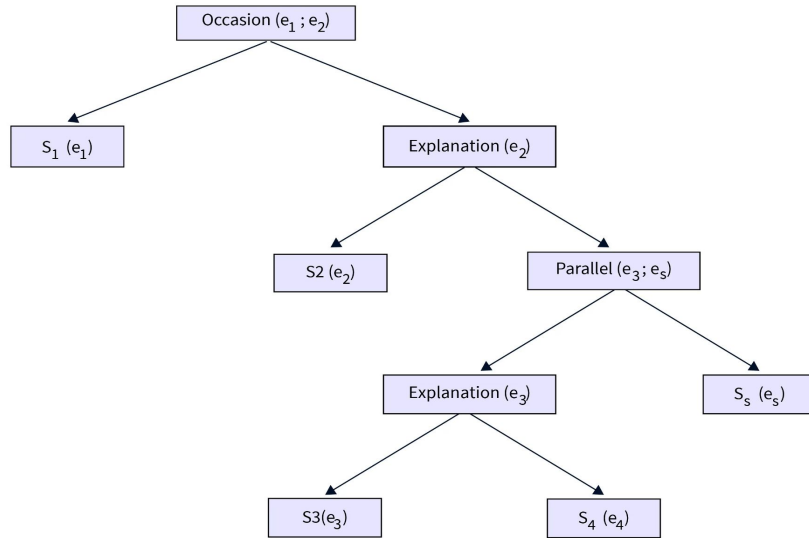 Occasion (e₁ ; e₂)
S₁ (e₁)
Explanation (e₂)
S2 (e₂)
Parallel (e₃ ; eₛ)
Explanation (e₃)
Sₛ (eₛ)
S3(e₃)
S₄ (e₄)